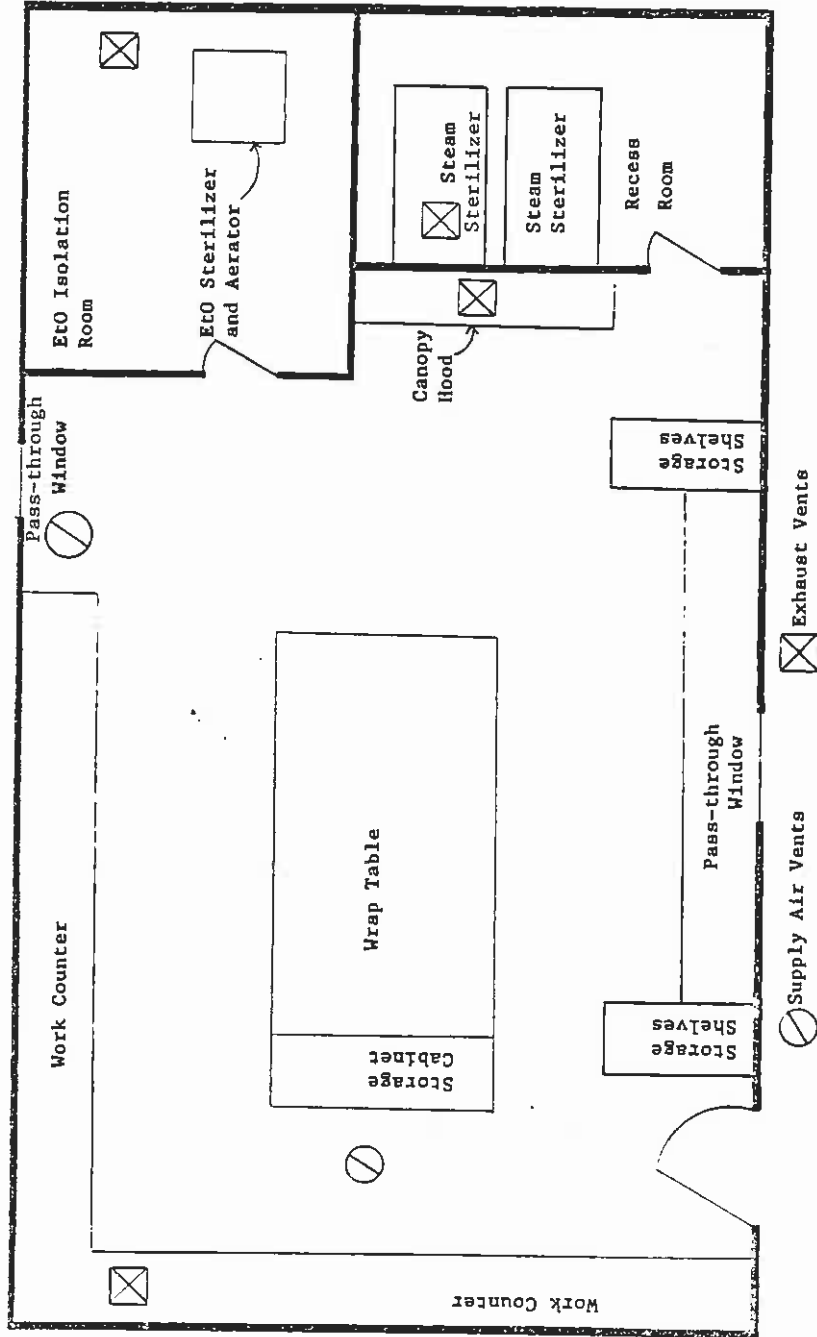 EtO Isolation
Room
EtO Sterilizer
and Aerator
Steam
Sterilizer
Steam
Sterilizer
Recess
Room
Canopy
Hood
Pass-through
Window
Storage
Shelves
Work Counter
Wrap Table
Storage
Cabinet
Pass-through
Window
Storage
Shelves
Work Counter
Supply Air Vents
Exhaust Vents